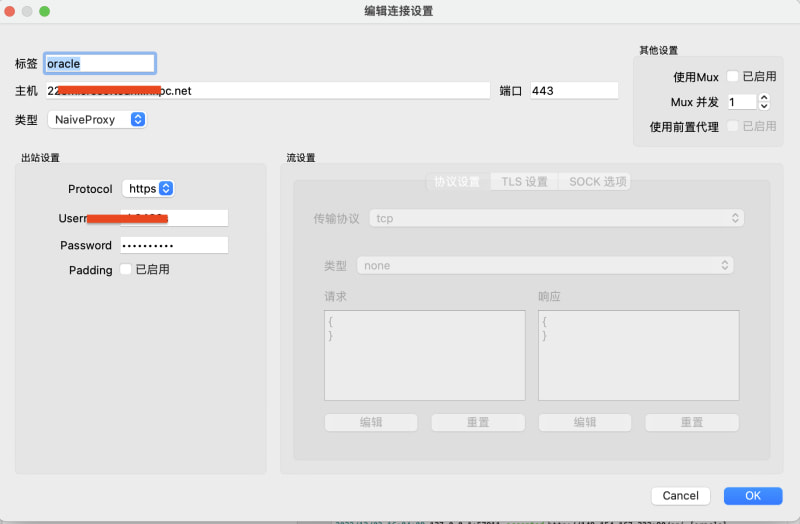 编辑连接设置
标签 oracle
主机 pc.net 端口 443
类型 NaiveProxy
其他设置
使用Mux 已启用
Mux 并发 1
使用前置代理 已启用
出站设置
Protocol https
Password ••••••••••
Padding 已启用
流设置
协议设置 TLS 设置 SOCK 选项
传输协议 tcp
类型 none
请求 响应
{ {
} }
编辑 重置 编辑 重置
Cancel OK